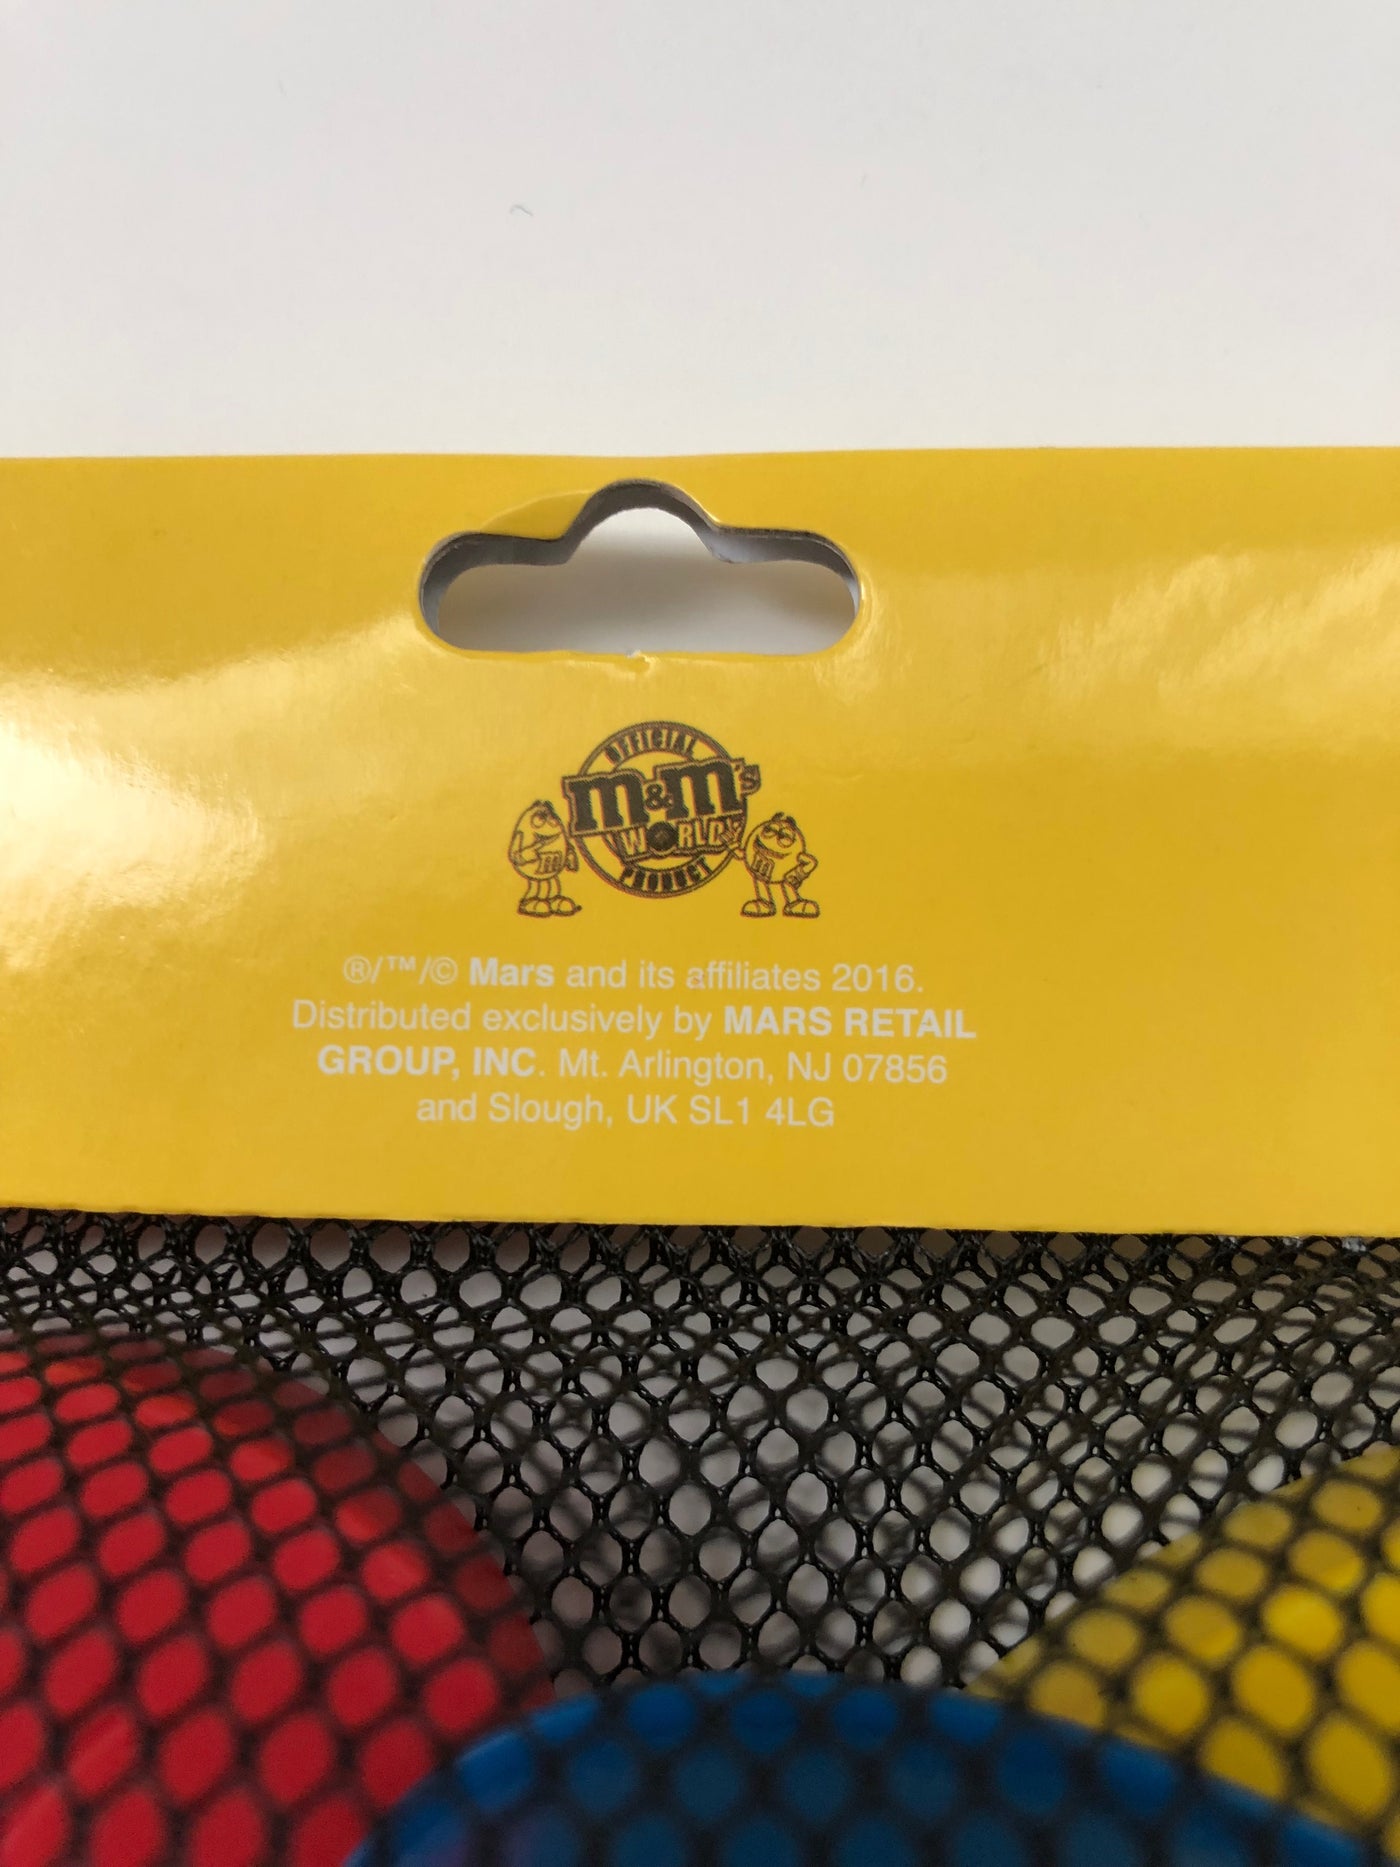 OFFICIAL
m&m's
WORLD
PRODUCT
m
m
®/™/© Mars and its affiliates 2016.
Distributed exclusively by MARS RETAIL
GROUP, INC. Mt. Arlington, NJ 07856
and Slough, UK SL1 4LG